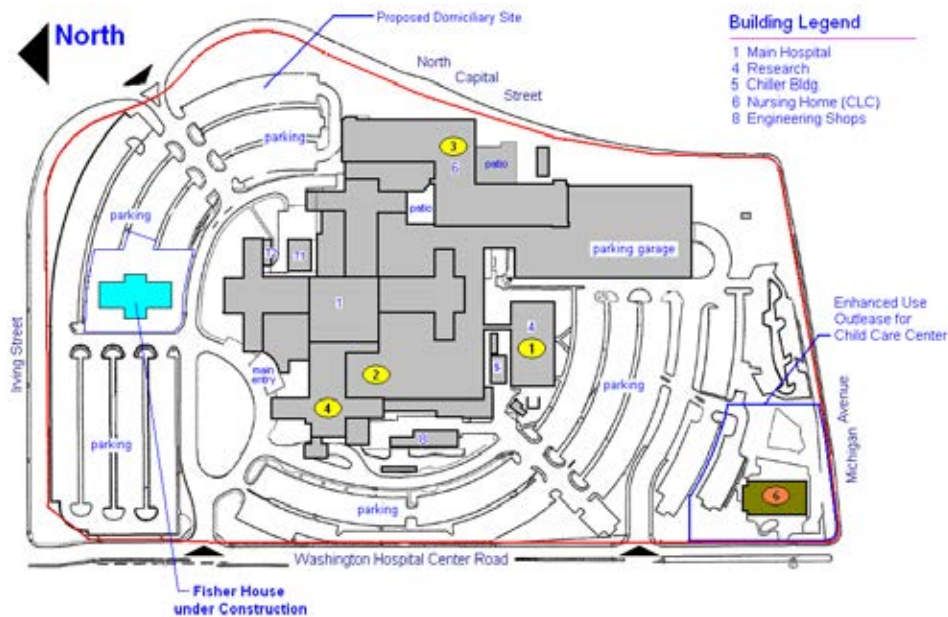 Proposed Domiciliary Site
North
Building Legend
1 Main Hospital
4 Research
5 Chiller Bldg.
6 Nursing Home (CLC)
8 Engineering Shops
North
Capital
Street
parking
3
6
patio
patio
parking
T2
T1
parking garage
1
Enhanced Use
Outlease for
Child Care Center
Irving Street
4
1
5
main
entry
2
parking
4
8
parking
parking
Michigan Avenue
6
Washington Hospital Center Road
Fisher House
under Construction